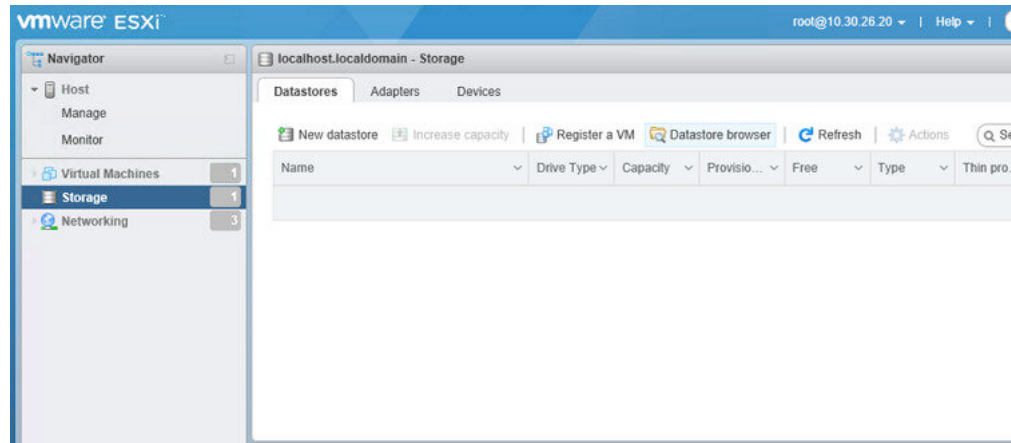 vmware ESXi™
root@10.30.26.20
Help
Navigator
localhost.localdomain - Storage
Host
Manage
Monitor
Virtual Machines
1
Storage
1
Networking
3
Datastores
Adapters
Devices
New datastore
Increase capacity
Register a VM
Datastore browser
Refresh
Actions
Se
Name
Drive Type
Capacity
Provisio...
Free
Type
Thin pro.